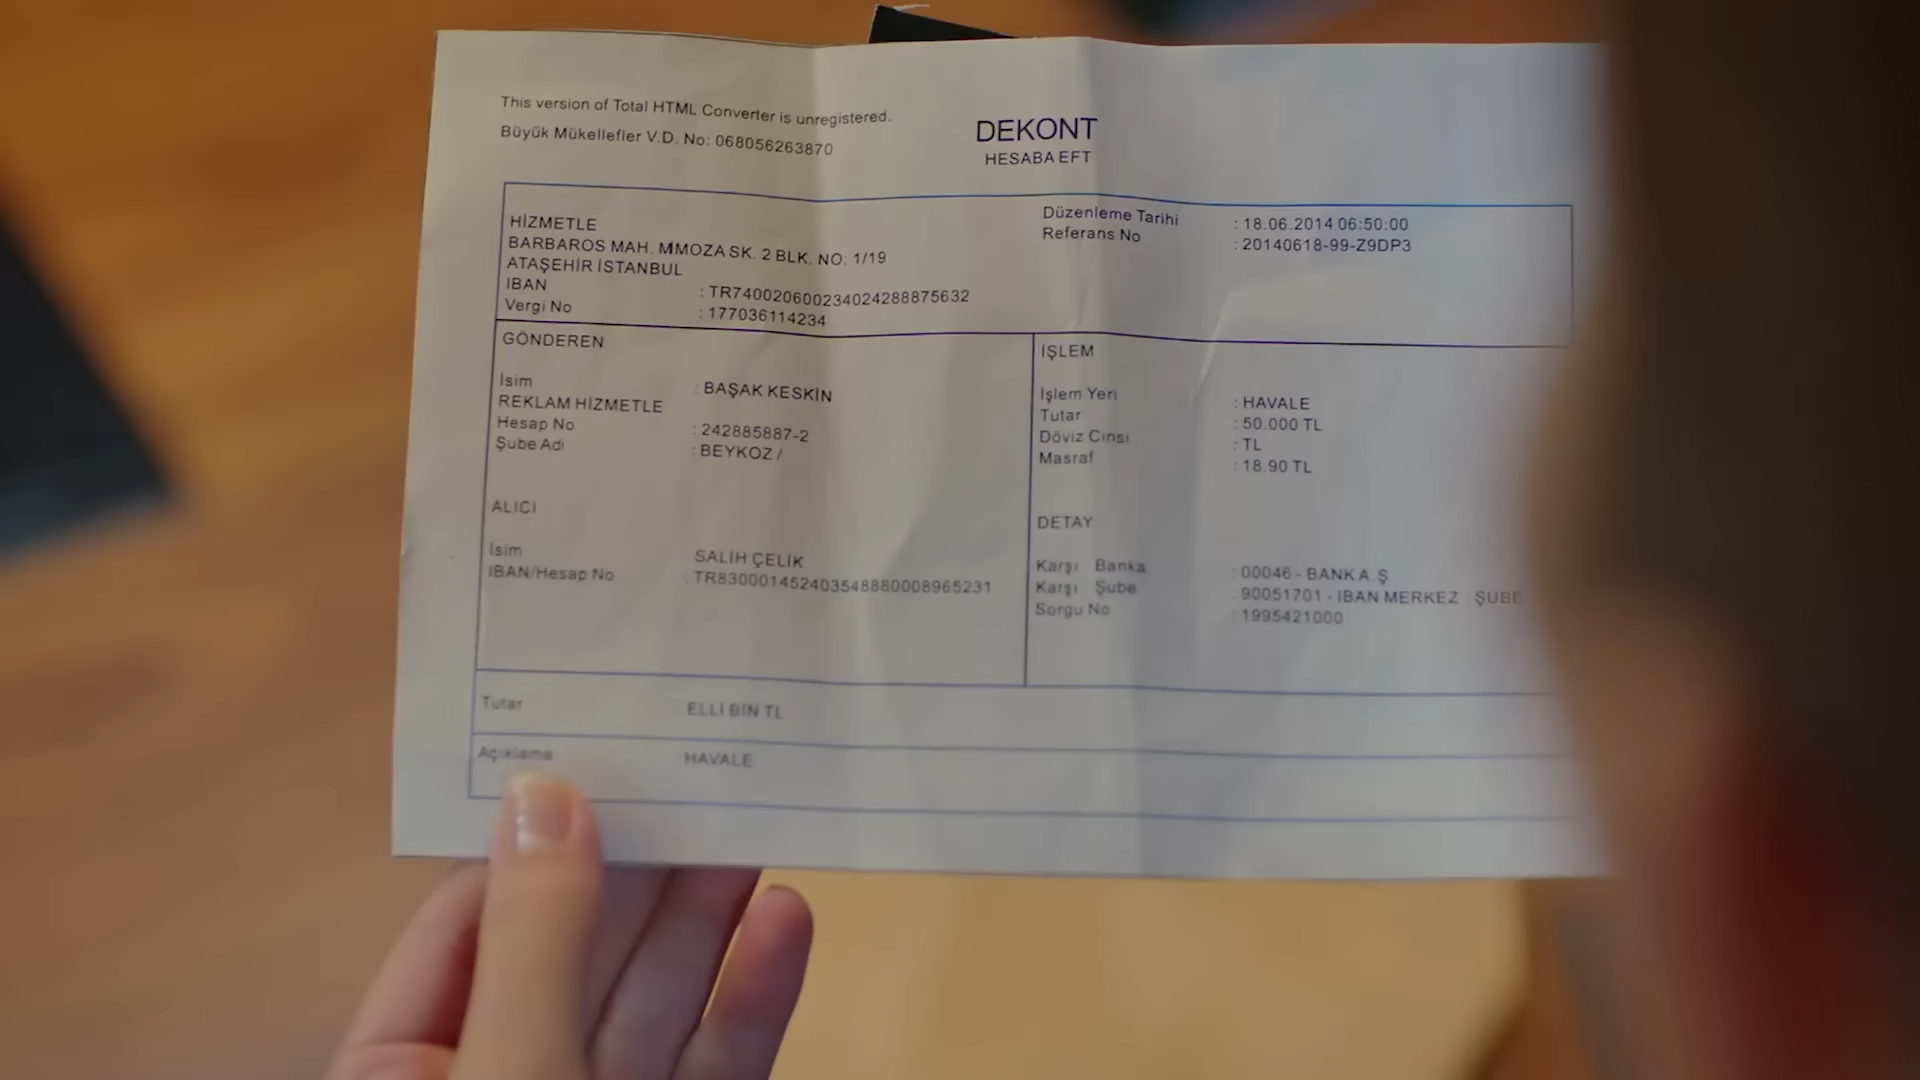 This version of Total HTML Converter is unregistered.
Büyük Mükellefler V.D. No: 068056263870
DEKONT
HESABA EFT
HİZMETLE
BARBAROS MAH. MMOZA SK. 2 BLK. NO: 1/19
ATAŞEHİR İSTANBUL
IBAN : TR740020600234024288875632
Vergi No : 177036114234
Düzenleme Tarihi : 18.06.2014 06:50:00
Referans No : 20140618-99-Z9DP3
GÖNDEREN
İsim : BAŞAK KESKİN
REKLAM HİZMETLE
Hesap No : 242885887-2
Şube Adı : BEYKOZ /
ALICI
İsim SALİH ÇELİK
IBAN/Hesap No TR8300014524035488880008965231
İŞLEM
İşlem Yeri : HAVALE
Tutar : 50.000 TL
Döviz Cinsi : TL
Masraf : 18.90 TL
DETAY
Karşı Banka : 00046 - BANK A.Ş
Karşı Şube : 90051701 - IBAN MERKEZ ŞUBE
Sorgu No : 1995421000
Tutar ELLİ BİN TL
Açıklama HAVALE